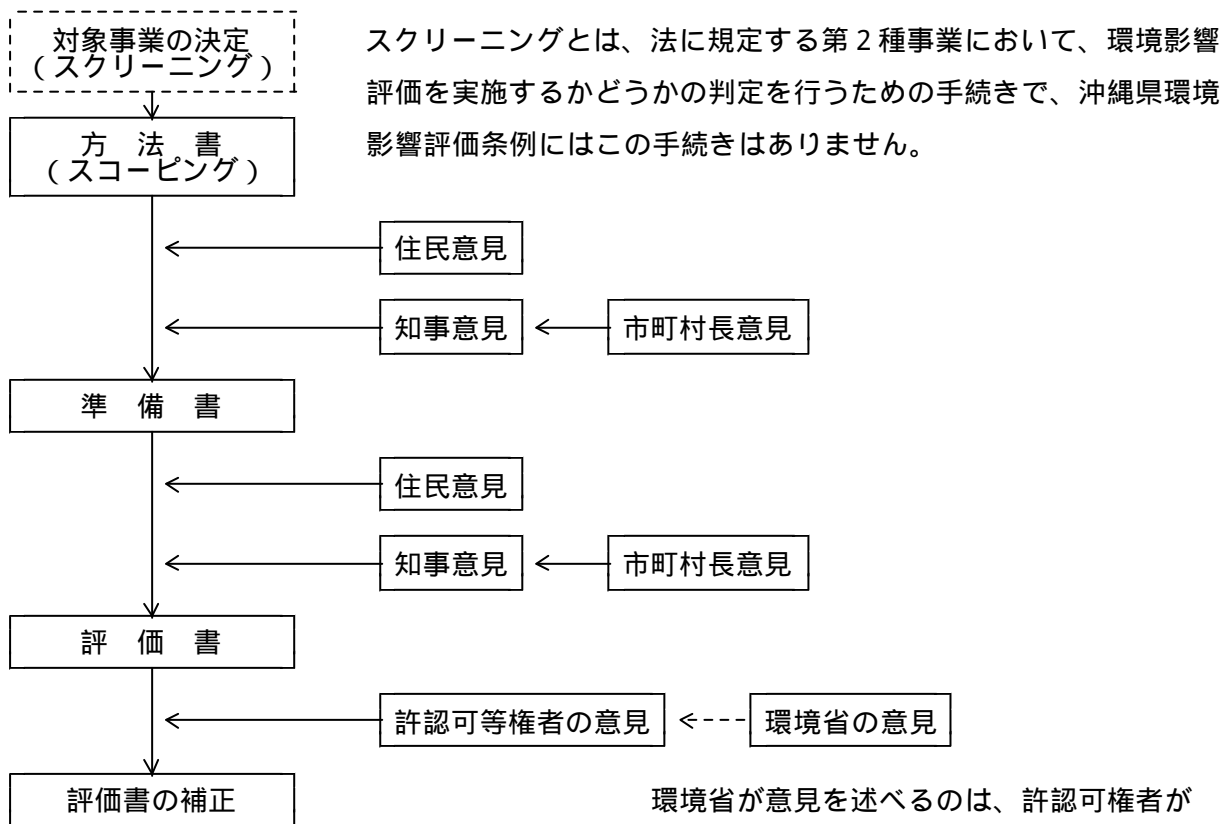 対象事業の決定
(スクリーニング)
スクリーニングとは、法に規定する第2種事業において、環境影響
評価を実施するかどうかの判定を行うための手続きで、沖縄県環境
影響評価条例にはこの手続きはありません。
方 法 書
(スコーピング)
住民意見
知事意見
市町村長意見
準 備 書
住民意見
知事意見
市町村長意見
評 価 書
許認可等権者の意見
環境省の意見
評価書の補正
環境省が意見を述べるのは、許認可権者が